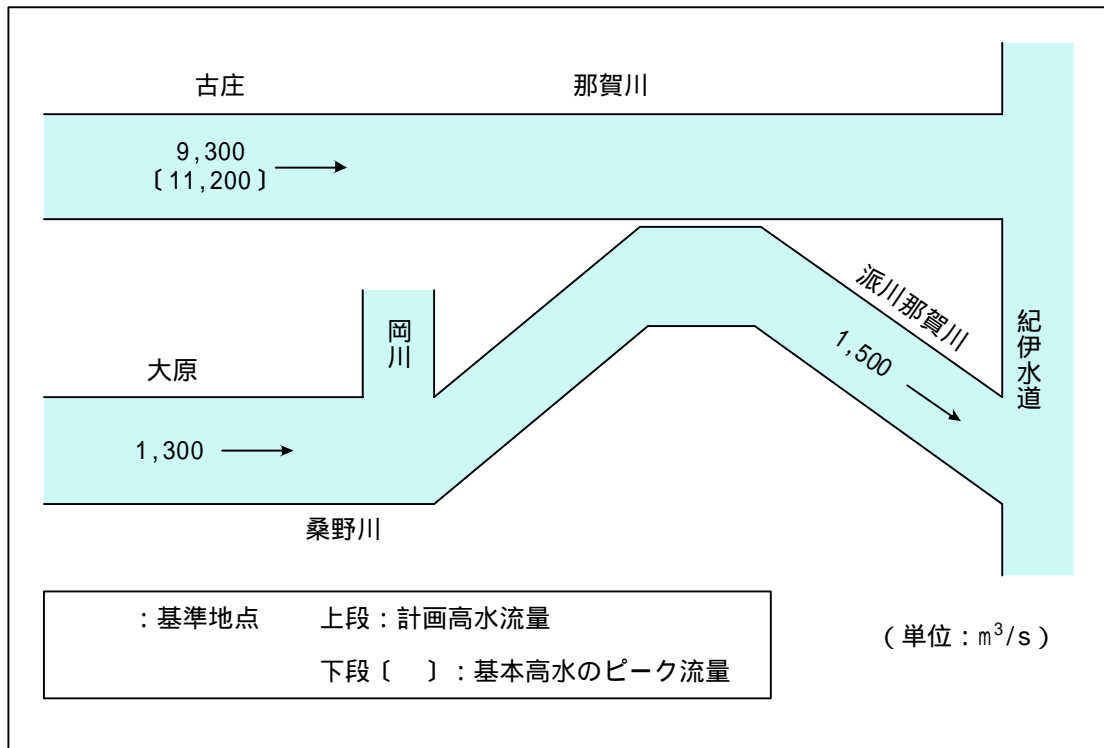 古庄
那賀川
9,300
〔11,200〕
派川那賀川
1,500
紀伊水道
岡川
大原
1,300
桑野川
：基準地点 上段：計画高水流量
下段〔 〕：基本高水のピーク流量
（単位：m³/s）